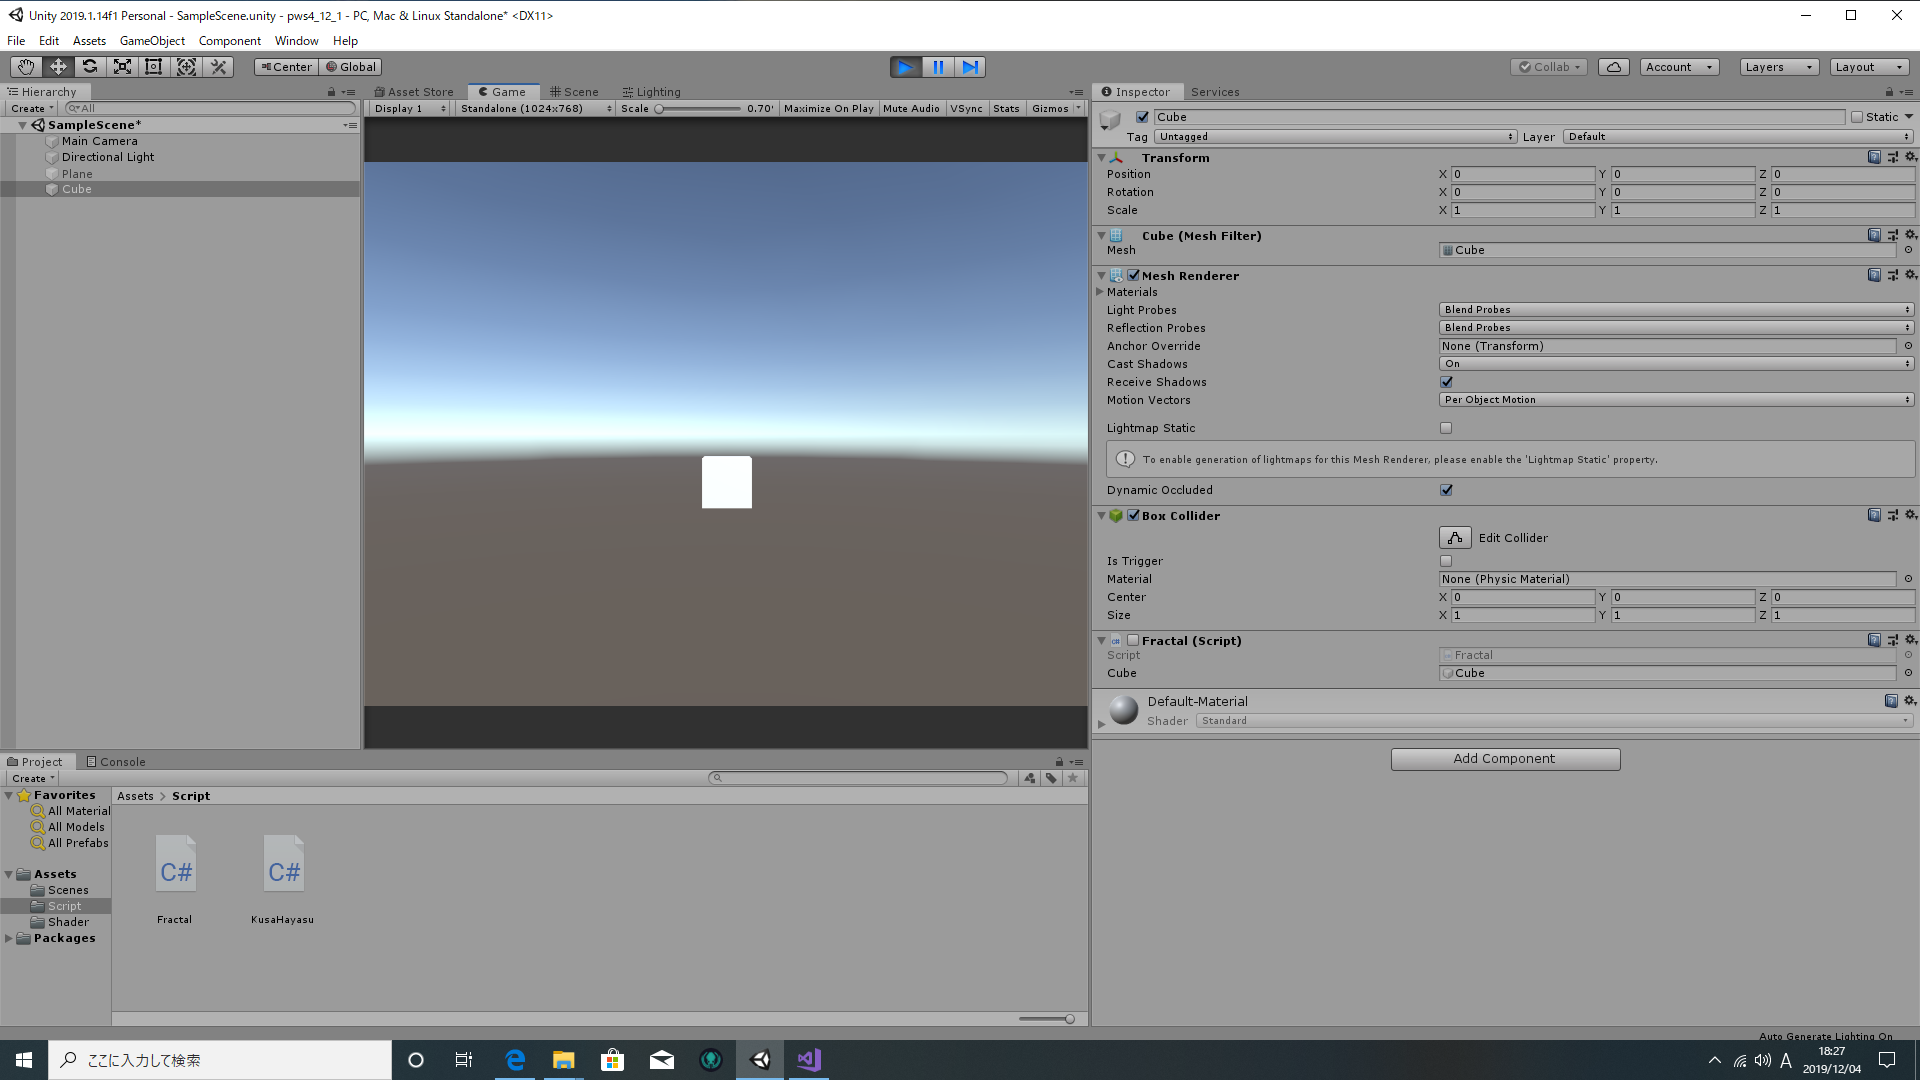 Unity 2019.1.14f1 Personal - SampleScene.unity - pws4_12_1 - PC, Mac & Linux Standalone* <DX11>
File Edit Assets GameObject Component Window Help
Center Global
Collab Account Layers Layout
Hierarchy
Create All
SampleScene*
Main Camera
Directional Light
Plane
Cube
Asset Store Game Scene Lighting
Display 1 Standalone (1024x768) Scale 0.70 Maximize On Play Mute Audio VSync Stats Gizmos
Inspector Services
Cube Static
Tag Untagged Layer Default
Transform
Position X 0 Y 0 Z 0
Rotation X 0 Y 0 Z 0
Scale X 1 Y 1 Z 1
Cube (Mesh Filter)
Mesh Cube
Mesh Renderer
Materials
Light Probes Blend Probes
Reflection Probes Blend Probes
Anchor Override None (Transform)
Cast Shadows On
Receive Shadows
Motion Vectors Per Object Motion
Lightmap Static
To enable generation of lightmaps for this Mesh Renderer, please enable the 'Lightmap Static' property.
Dynamic Occluded
Box Collider
Edit Collider
Is Trigger
Material None (Physic Material)
Center X 0 Y 0 Z 0
Size X 1 Y 1 Z 1
Fractal (Script)
Script Fractal
Cube Cube
Default-Material
Shader Standard
Add Component
Project Console
Create
Favorites
All Material
All Models
All Prefabs
Assets
Scenes
Script
Shader
Packages
Assets > Script
C# C#
Fractal KusaHayasu
Auto Generate Lighting On
ここに入力して検索
A
18:27
2019/12/04